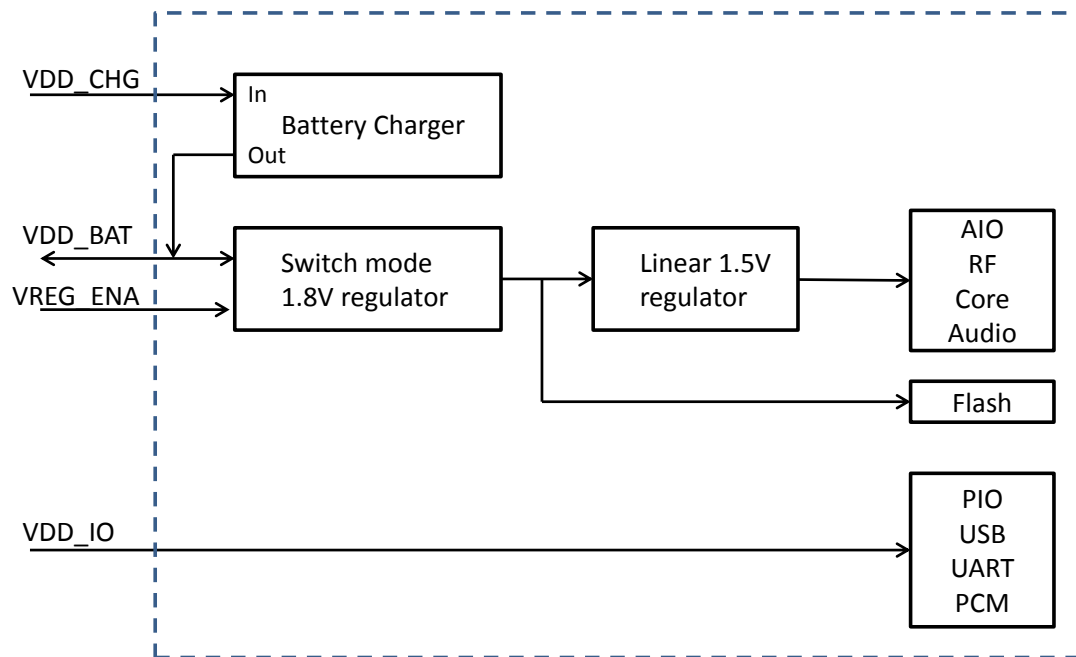 VDD_CHG
In
Battery Charger
Out
VDD_BAT
VREG_ENA
Switch mode
1.8V regulator
Linear 1.5V
regulator
AIO
RF
Core
Audio
Flash
VDD_IO
PIO
USB
UART
PCM